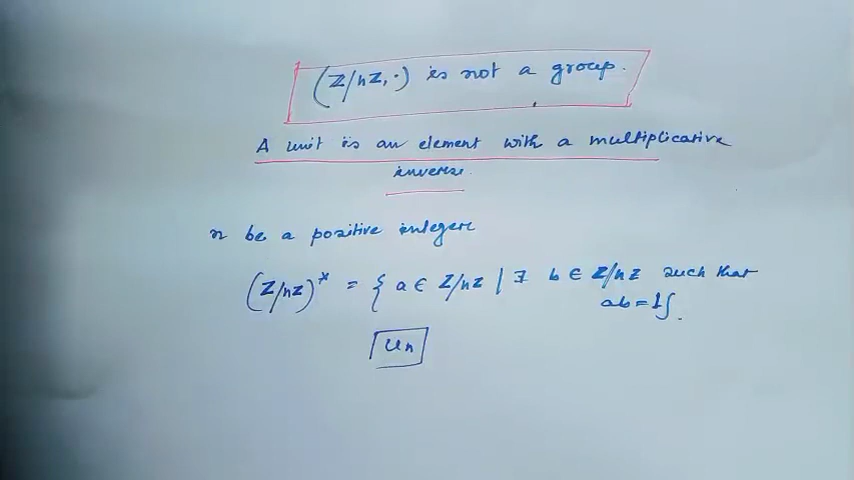 (Z/nZ, ·) is not a group.
A unit is an element with a multiplicative
inverse.
n be a positive integer
(Z/nZ)* = { a ∈ Z/nZ | ∃ b ∈ Z/nZ such that
ab = 1}.
Un